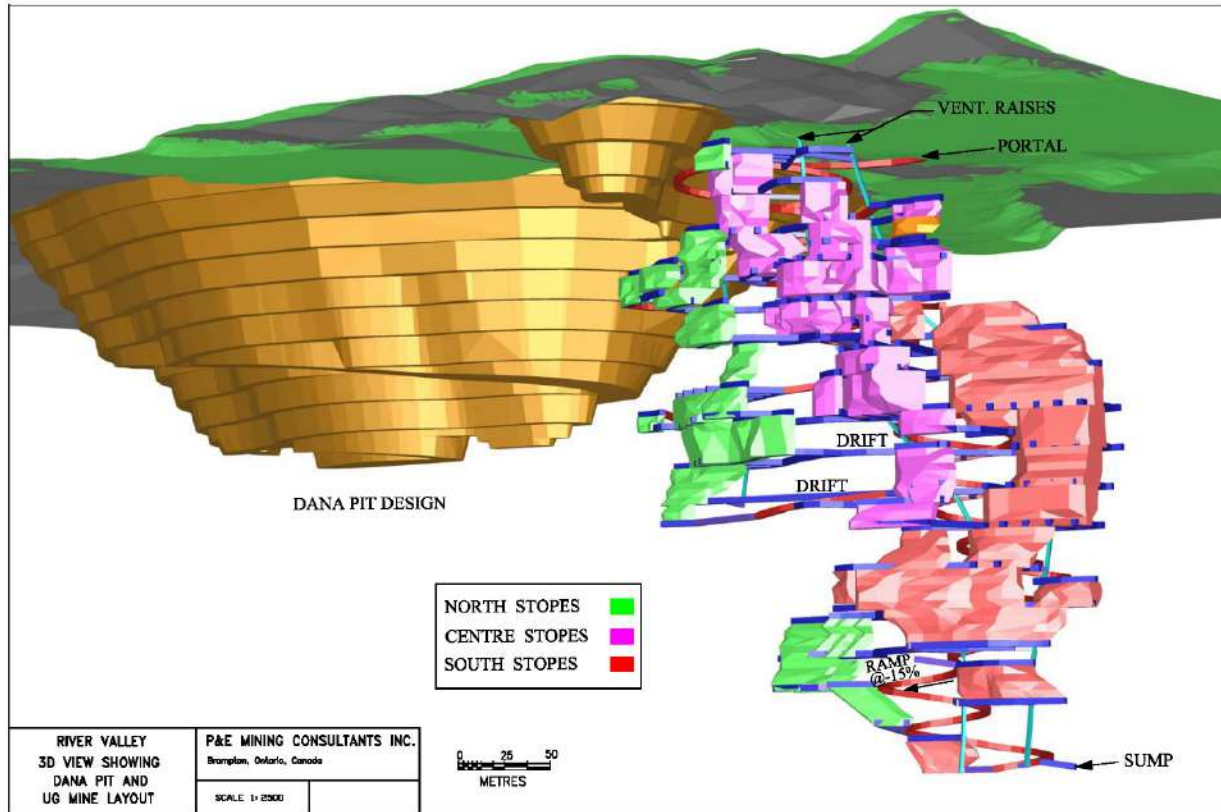 VENT. RAISES
PORTAL
DRIFT
DRIFT
DANA PIT DESIGN
NORTH STOPES
CENTRE STOPES
SOUTH STOPES
RAMP
@-15%
SUMP
RIVER VALLEY
3D VIEW SHOWING
DANA PIT AND
UG MINE LAYOUT
P&E MINING CONSULTANTS INC.
Brampton, Ontario, Canada
SCALE 1:2500
0 25 50
METRES